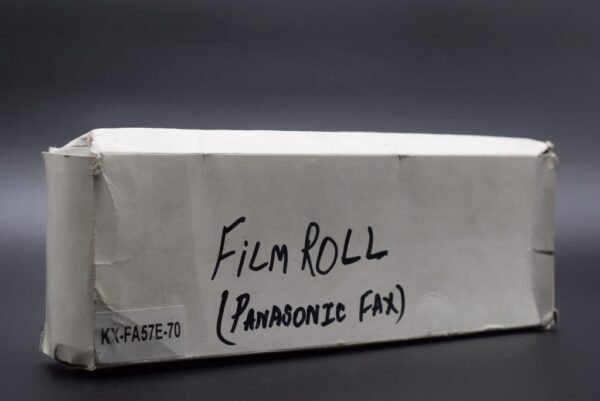 FiLM ROLL
(PANASONIC FAX)
KX-FA57E-70